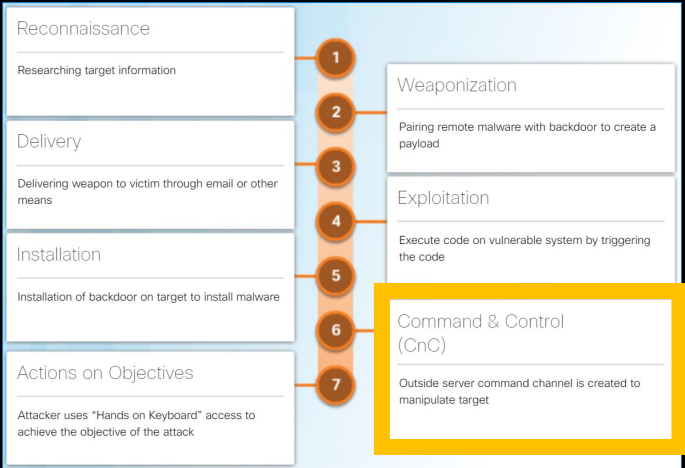 Reconnaissance
Researching target information
1
Weaponization
Pairing remote malware with backdoor to create a
payload
2
Delivery
Delivering weapon to victim through email or other
means
3
Exploitation
Execute code on vulnerable system by triggering
the code
4
Installation
Installation of backdoor on target to install malware
5
Command & Control
(CnC)
Outside server command channel is created to
manipulate target
6
Actions on Objectives
Attacker uses “Hands on Keyboard” access to
achieve the objective of the attack
7